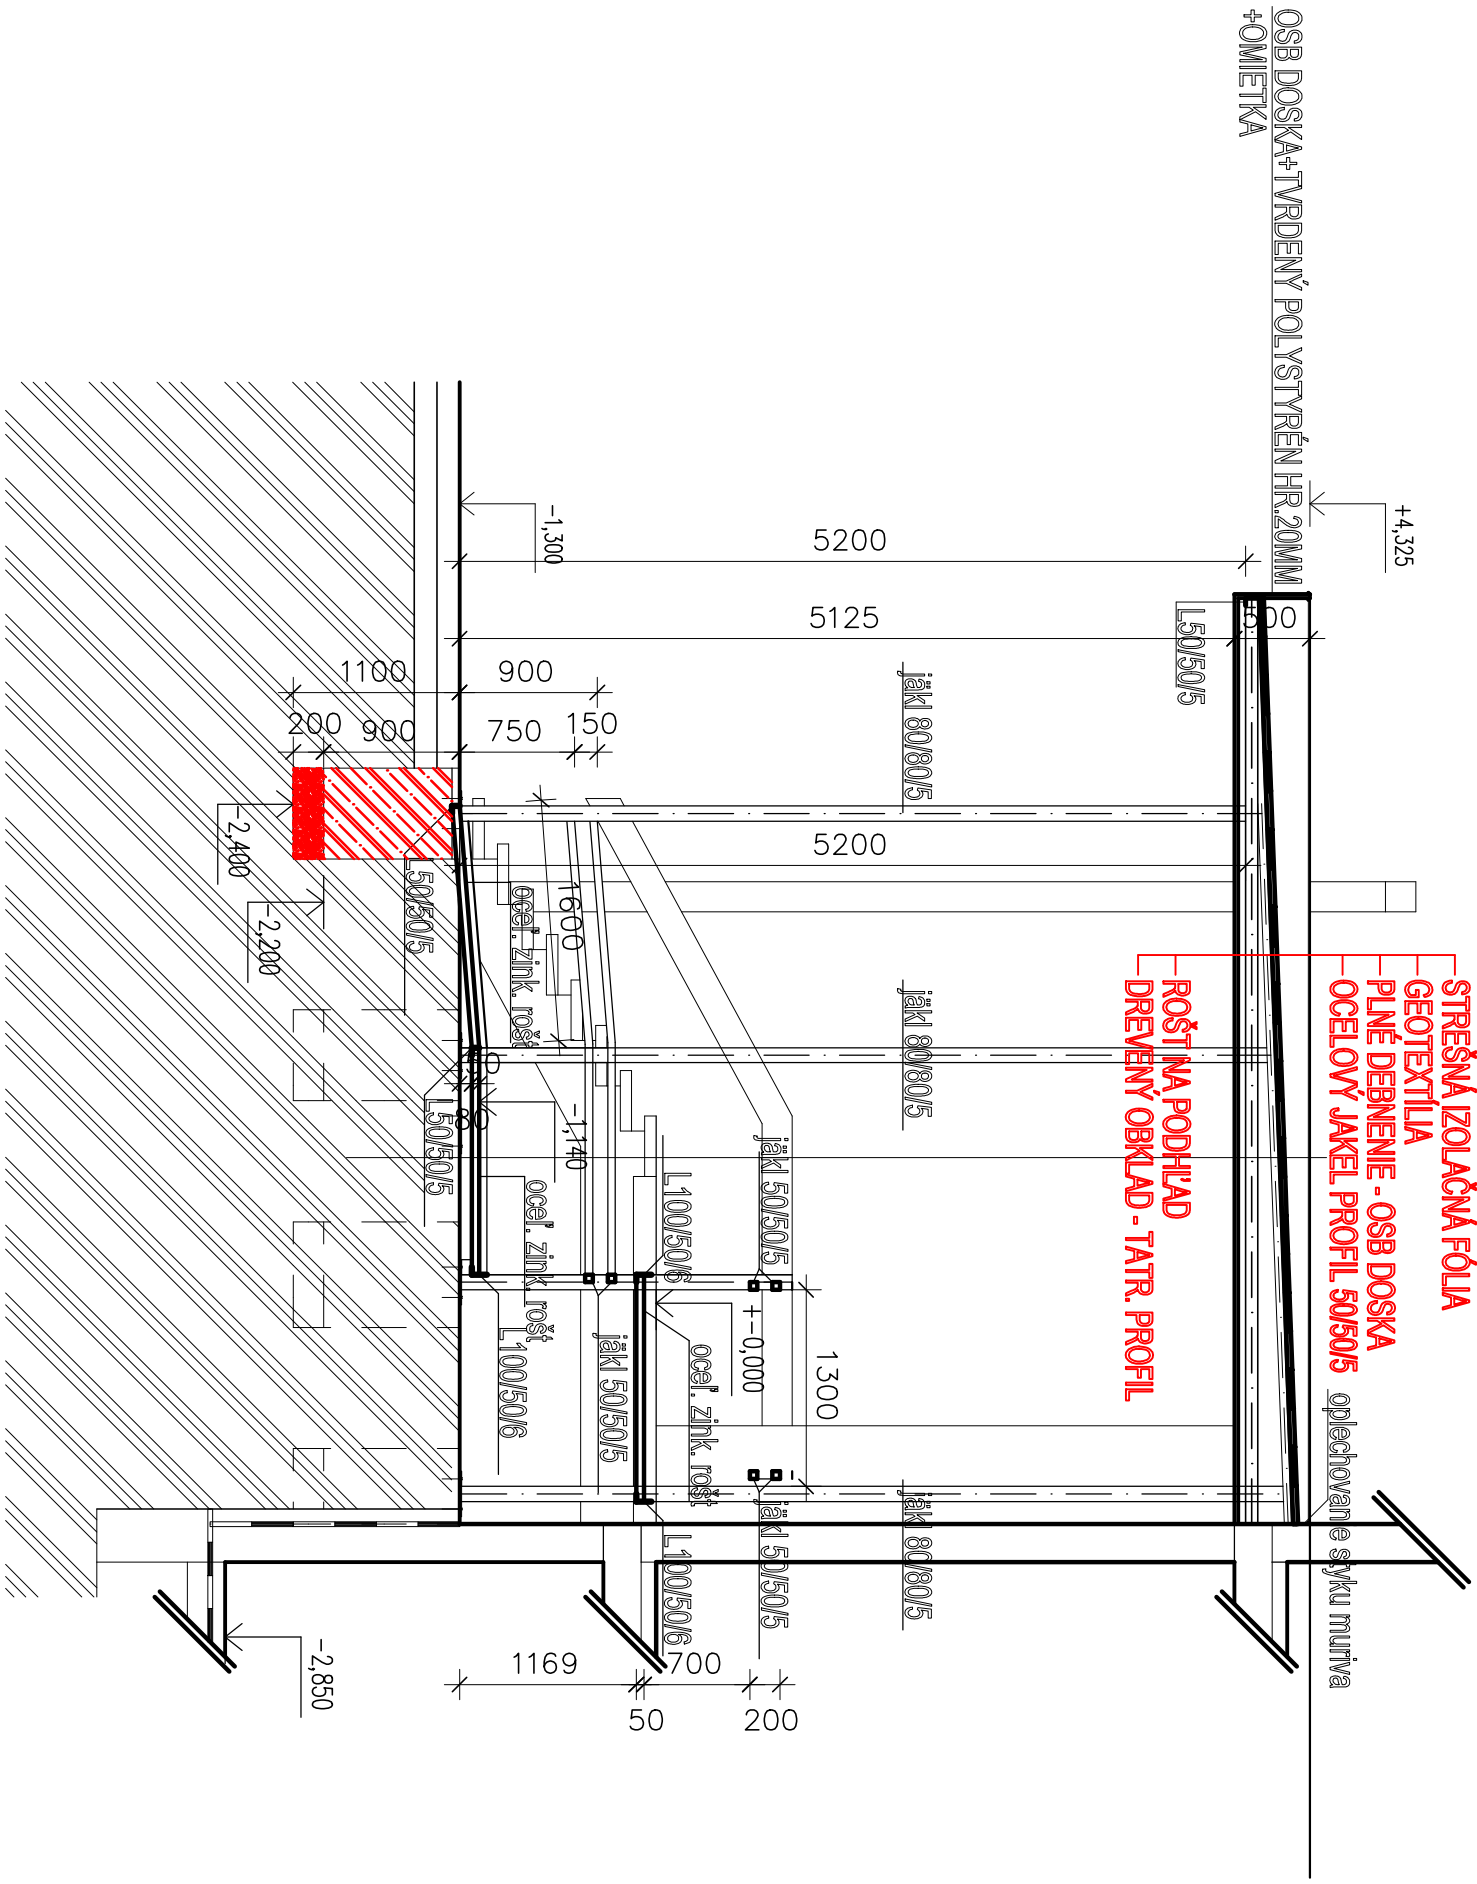 OSB DOSKA+TVRDENÝ POLYSTYRÉN HR.20MM
+OMIETKA
+4,325
-1,300
5200
5125
500
L50/50/5
1100
900
200
900
750
150
jäkl 80/80/5
5200
-2,400
-2,200
L50/50/5
oceľ. zink. rošt
1600
jäkl 80/80/5
STREŠNÁ IZOLAČNÁ FÓLIA
GEOTEXTÍLIA
PLNÉ DEBNENIE - OSB DOSKA
OCELOVÝ JAKEL PROFIL 50/50/5
ROŠT NA PODHĽAD
DREVENÝ OBKLAD - TATR. PROFIL
80
L50/50/5
-1,140
oceľ. zink. rošt
L100/50/6
jäkl 50/50/5
L100/50/6
jäkl 50/50/5
+-0,000
1300
oceľ. zink. rošt
oplechovane styku muriva
jäkl 80/80/5
jäkl 50/50/5
L100/50/6
-2,850
1169
700
50
200